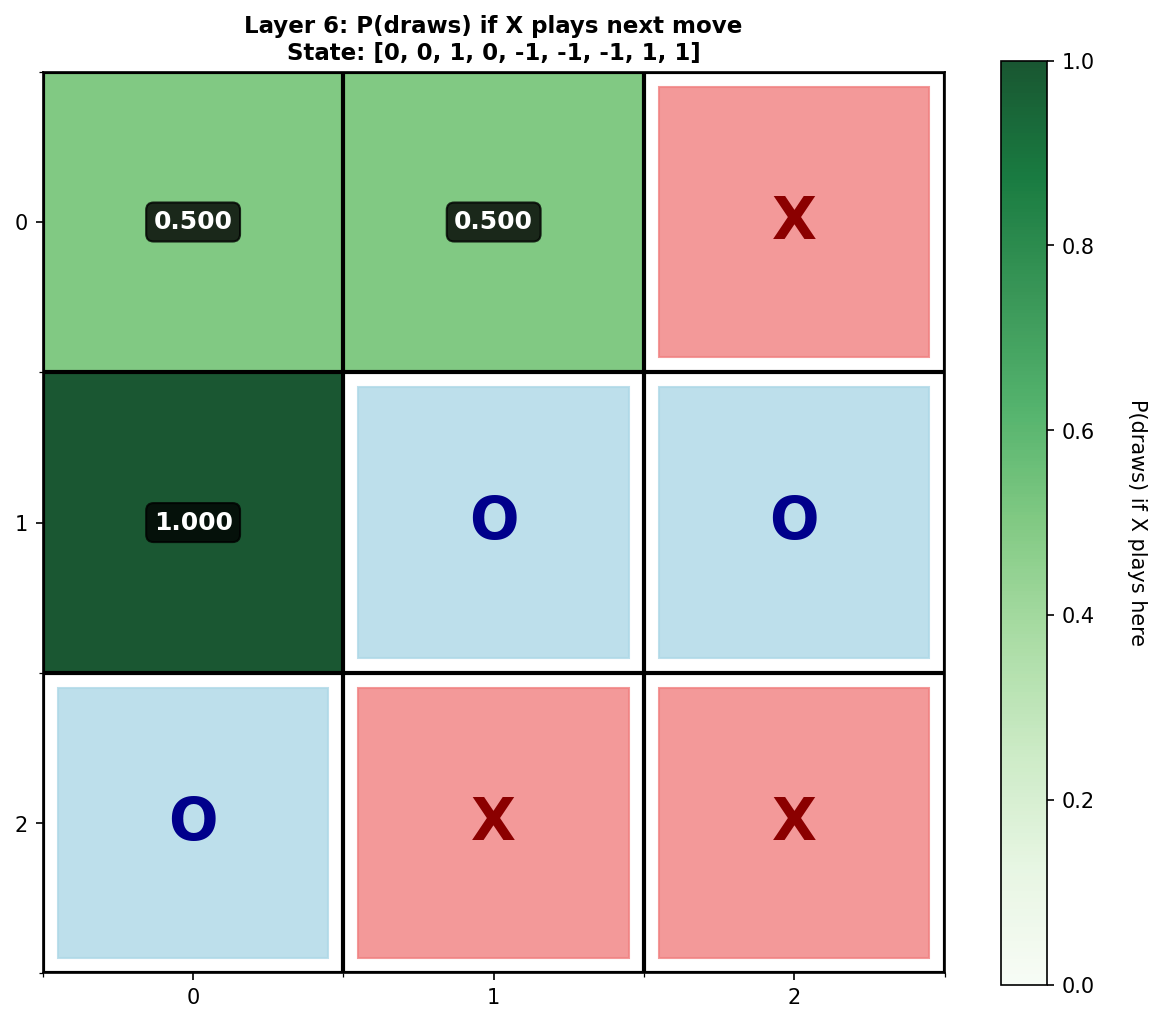 Layer 6: P(draws) if X plays next move
State: [0, 0, 1, 0, -1, -1, -1, 1, 1]
0
0.500
0.500
X
1
1.000
O
O
2
O
X
X
0
1
2
1.0
0.8
0.6
0.4
0.2
0.0
P(draws) if X plays here